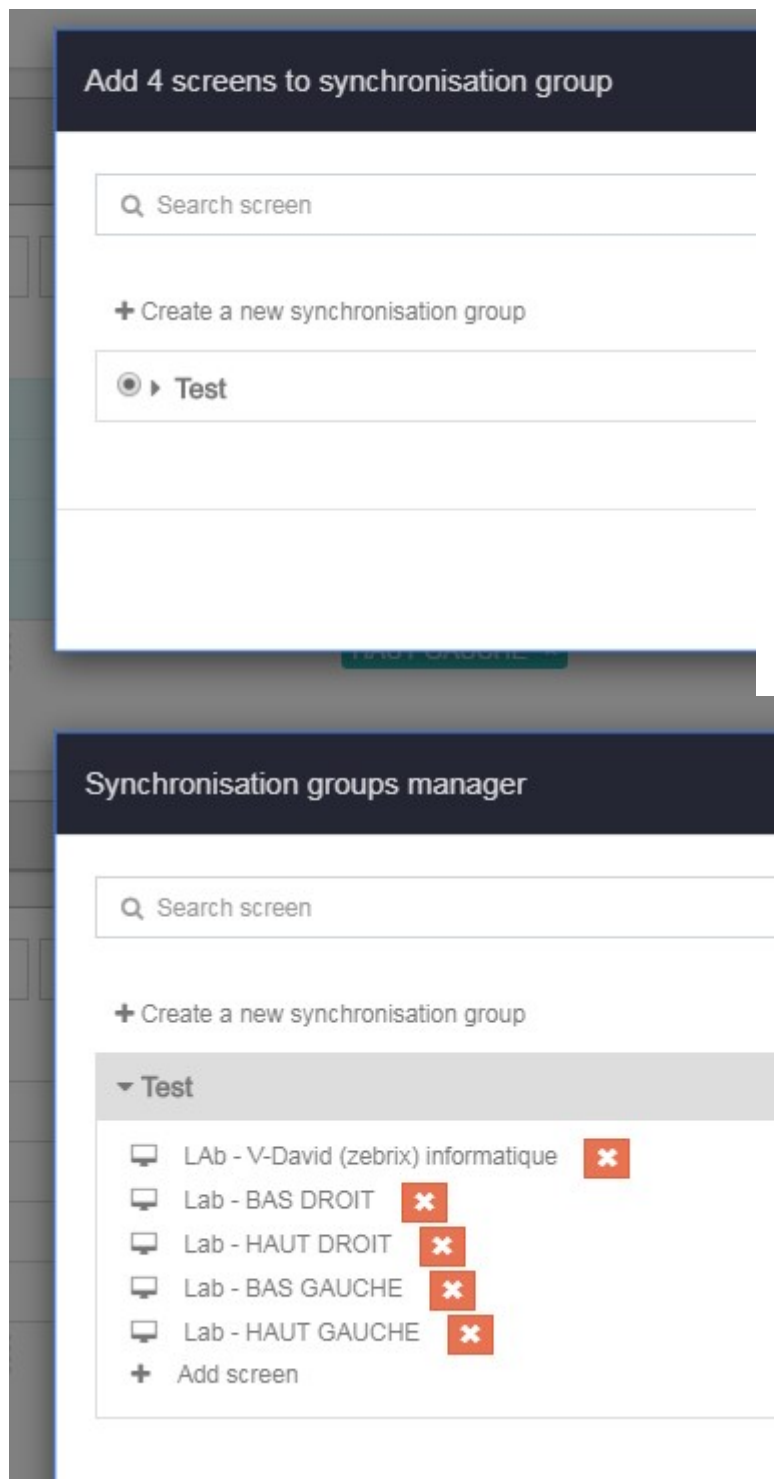 Add 4 screens to synchronisation group
Search screen
Create a new synchronisation group
Test
HAUT GAUCHE
Synchronisation groups manager
Search screen
Create a new synchronisation group
Test
LAb - V-David (zebrix) informatique
Lab - BAS DROIT
Lab - HAUT DROIT
Lab - BAS GAUCHE
Lab - HAUT GAUCHE
Add screen